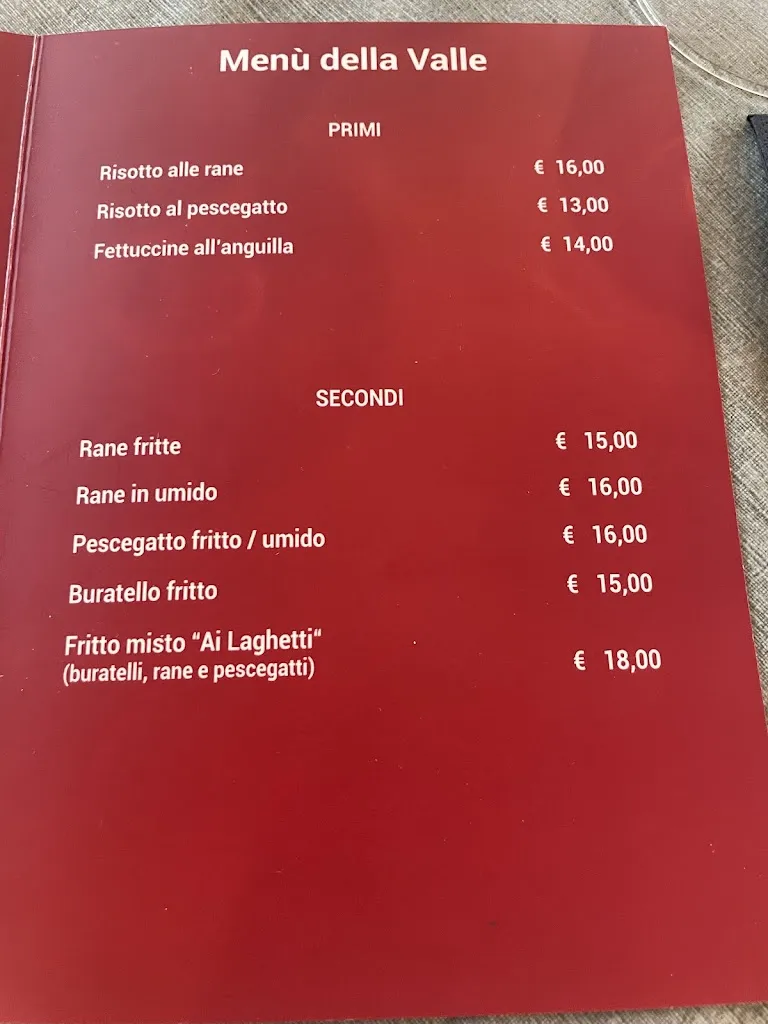 Menù della Valle
PRIMI
Risotto alle rane € 16,00
Risotto al pescegatto € 13,00
Fettuccine all'anguilla € 14,00
SECONDI
Rane fritte € 15,00
Rane in umido € 16,00
Pescegatto fritto / umido € 16,00
Buratello fritto € 15,00
Fritto misto “Ai Laghetti“
(buratelli, rane e pescegatti) € 18,00